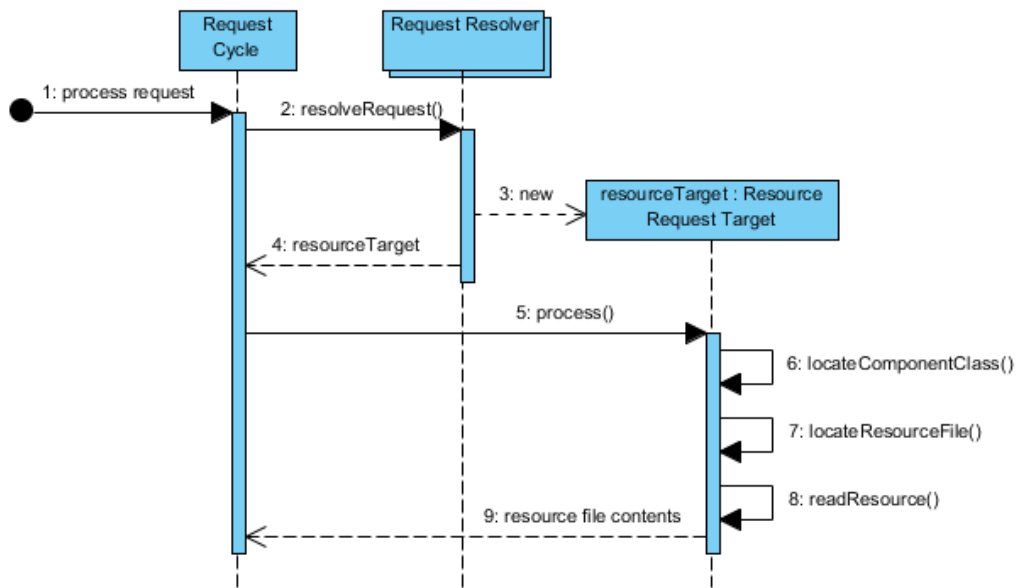 Request
Cycle
Request Resolver
1: process request
2: resolveRequest()
3: new
resourceTarget : Resource
Request Target
4: resourceTarget
5: process()
6: locateComponentClass()
7: locateResourceFile()
8: readResource()
9: resource file contents